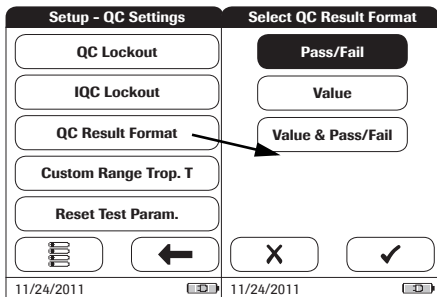 Setup - QC Settings
QC Lockout
IQC Lockout
QC Result Format
Custom Range Trop. T
Reset Test Param.
11/24/2011
Select QC Result Format
Pass/Fail
Value
Value & Pass/Fail
11/24/2011